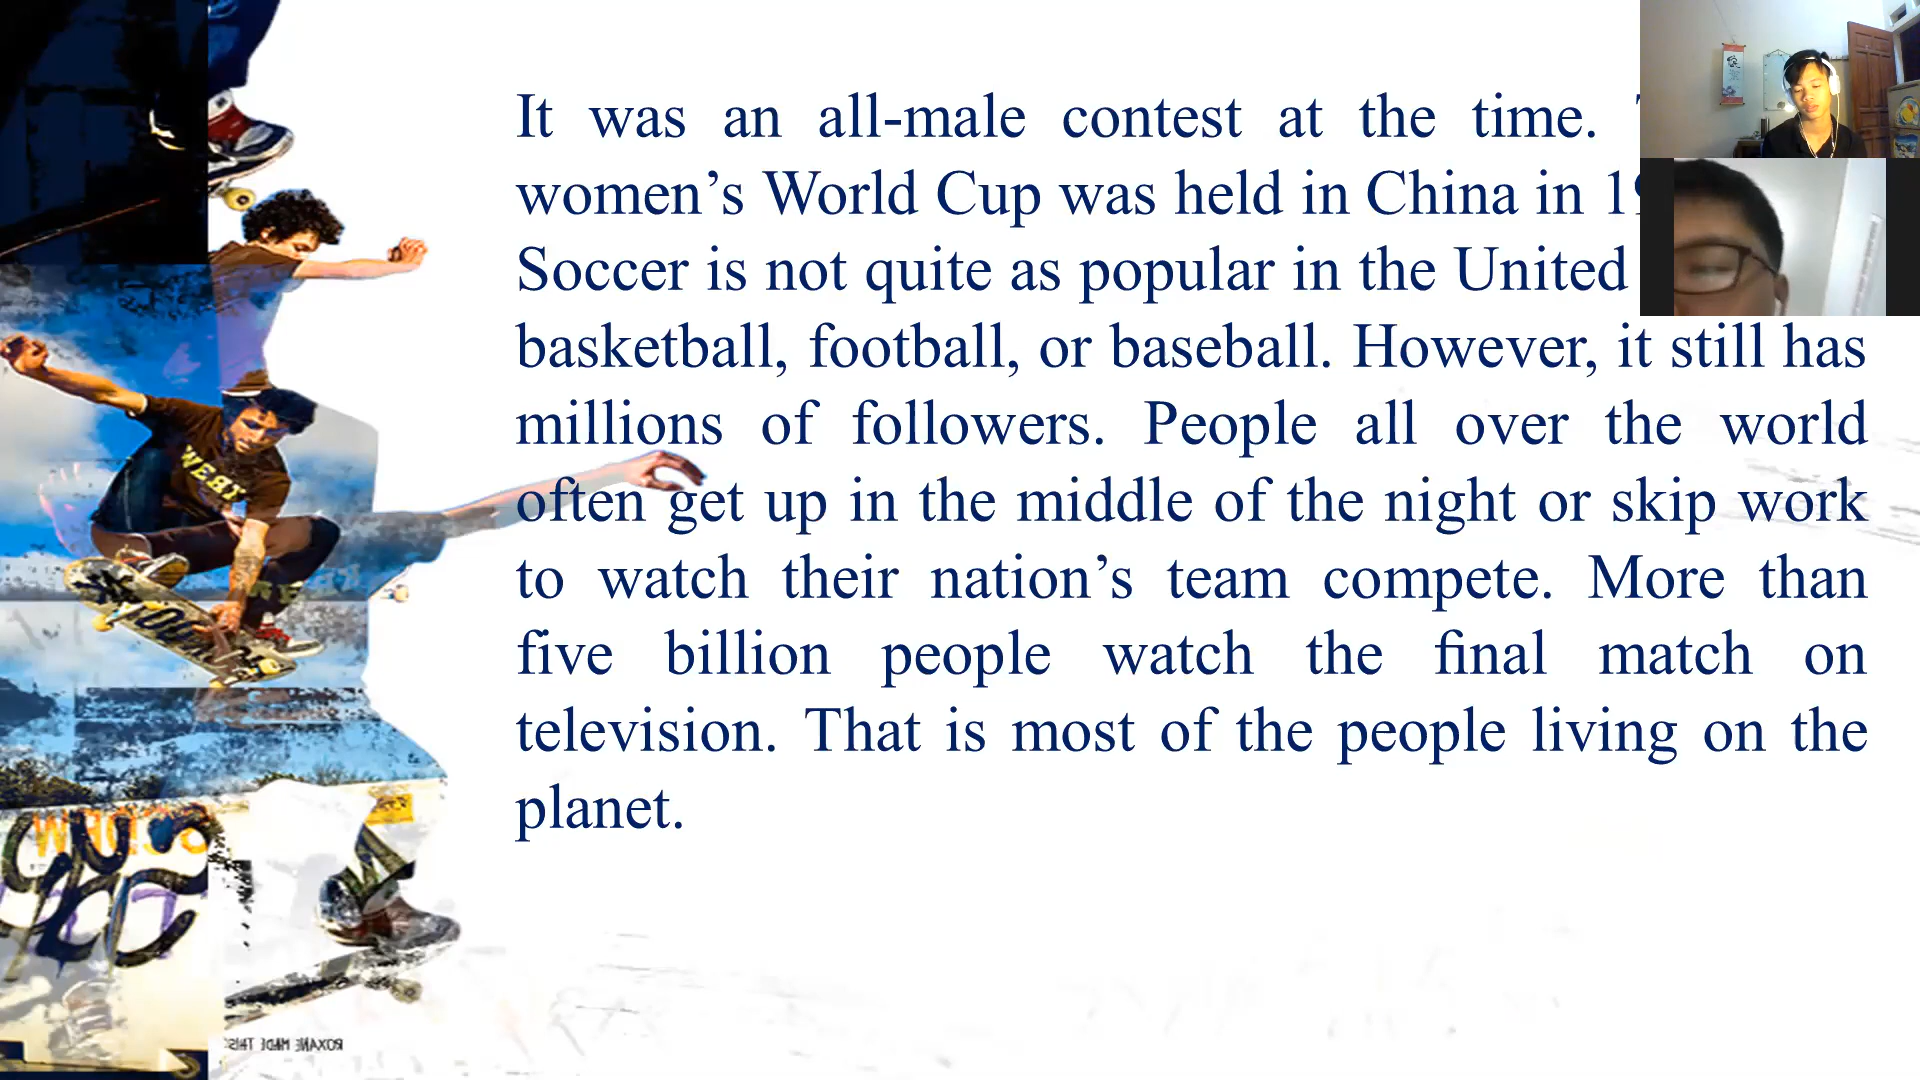 It was an all-male contest at the time.
women’s World Cup was held in China in
Soccer is not quite as popular in the United
basketball, football, or baseball. However, it still has
millions of followers. People all over the world
often get up in the middle of the night or skip work
to watch their nation’s team compete. More than
five billion people watch the final match on
television. That is most of the people living on the
planet.
WERT
ROXANE MADE THIS